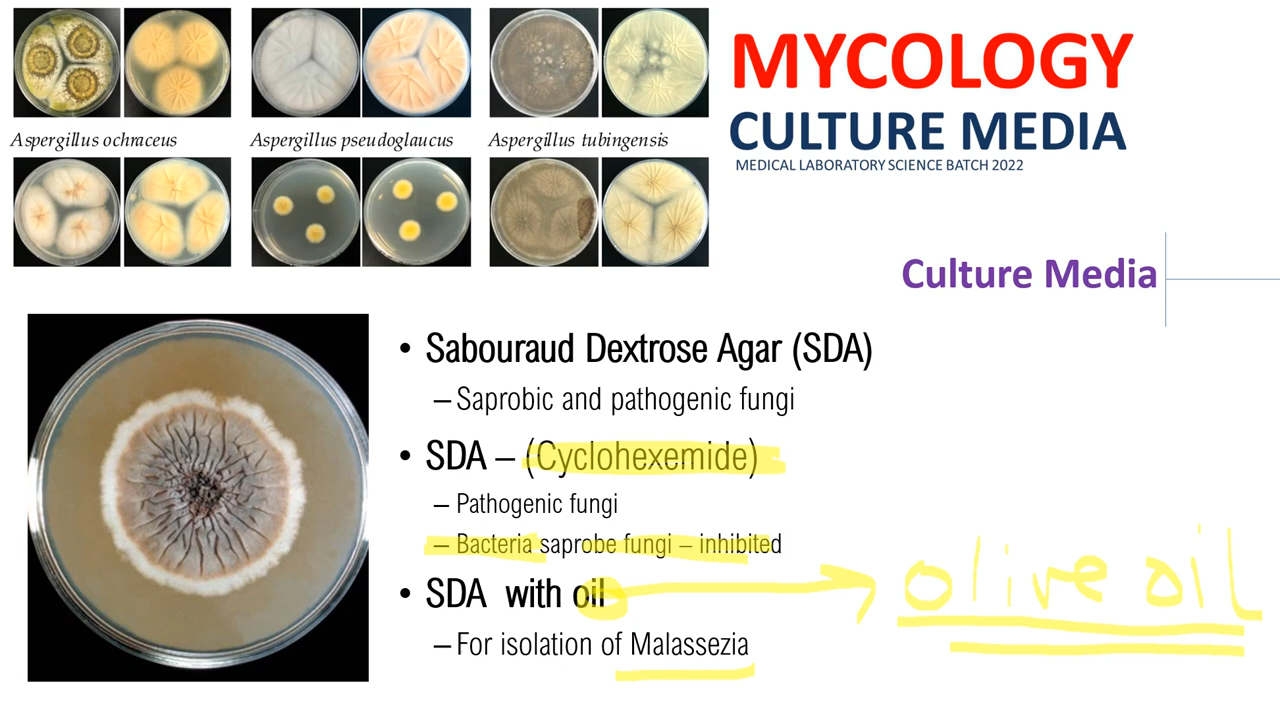 MYCOLOGY
CULTURE MEDIA
MEDICAL LABORATORY SCIENCE BATCH 2022
Aspergillus ochraceus
Aspergillus pseudoglaucus
Aspergillus tubingensis
Culture Media
• Sabouraud Dextrose Agar (SDA)
– Saprobic and pathogenic fungi
• SDA – (Cyclohexemide)
– Pathogenic fungi
– Bacteria saprobe fungi – inhibited
• SDA with oil
olive oil
– For isolation of Malassezia